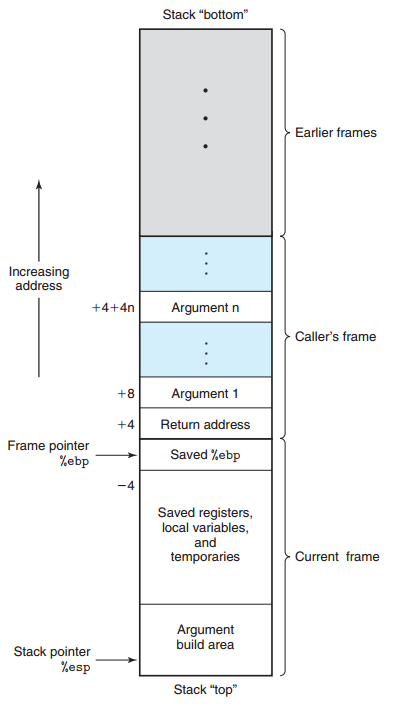 Stack “bottom”
Earlier frames
Increasing
address
+4+4n
Argument n
Caller’s frame
+8
Argument 1
+4
Return address
Frame pointer
%ebp
Saved %ebp
−4
Saved registers,
local variables,
and
temporaries
Current frame
Argument
build area
Stack pointer
%esp
Stack “top”